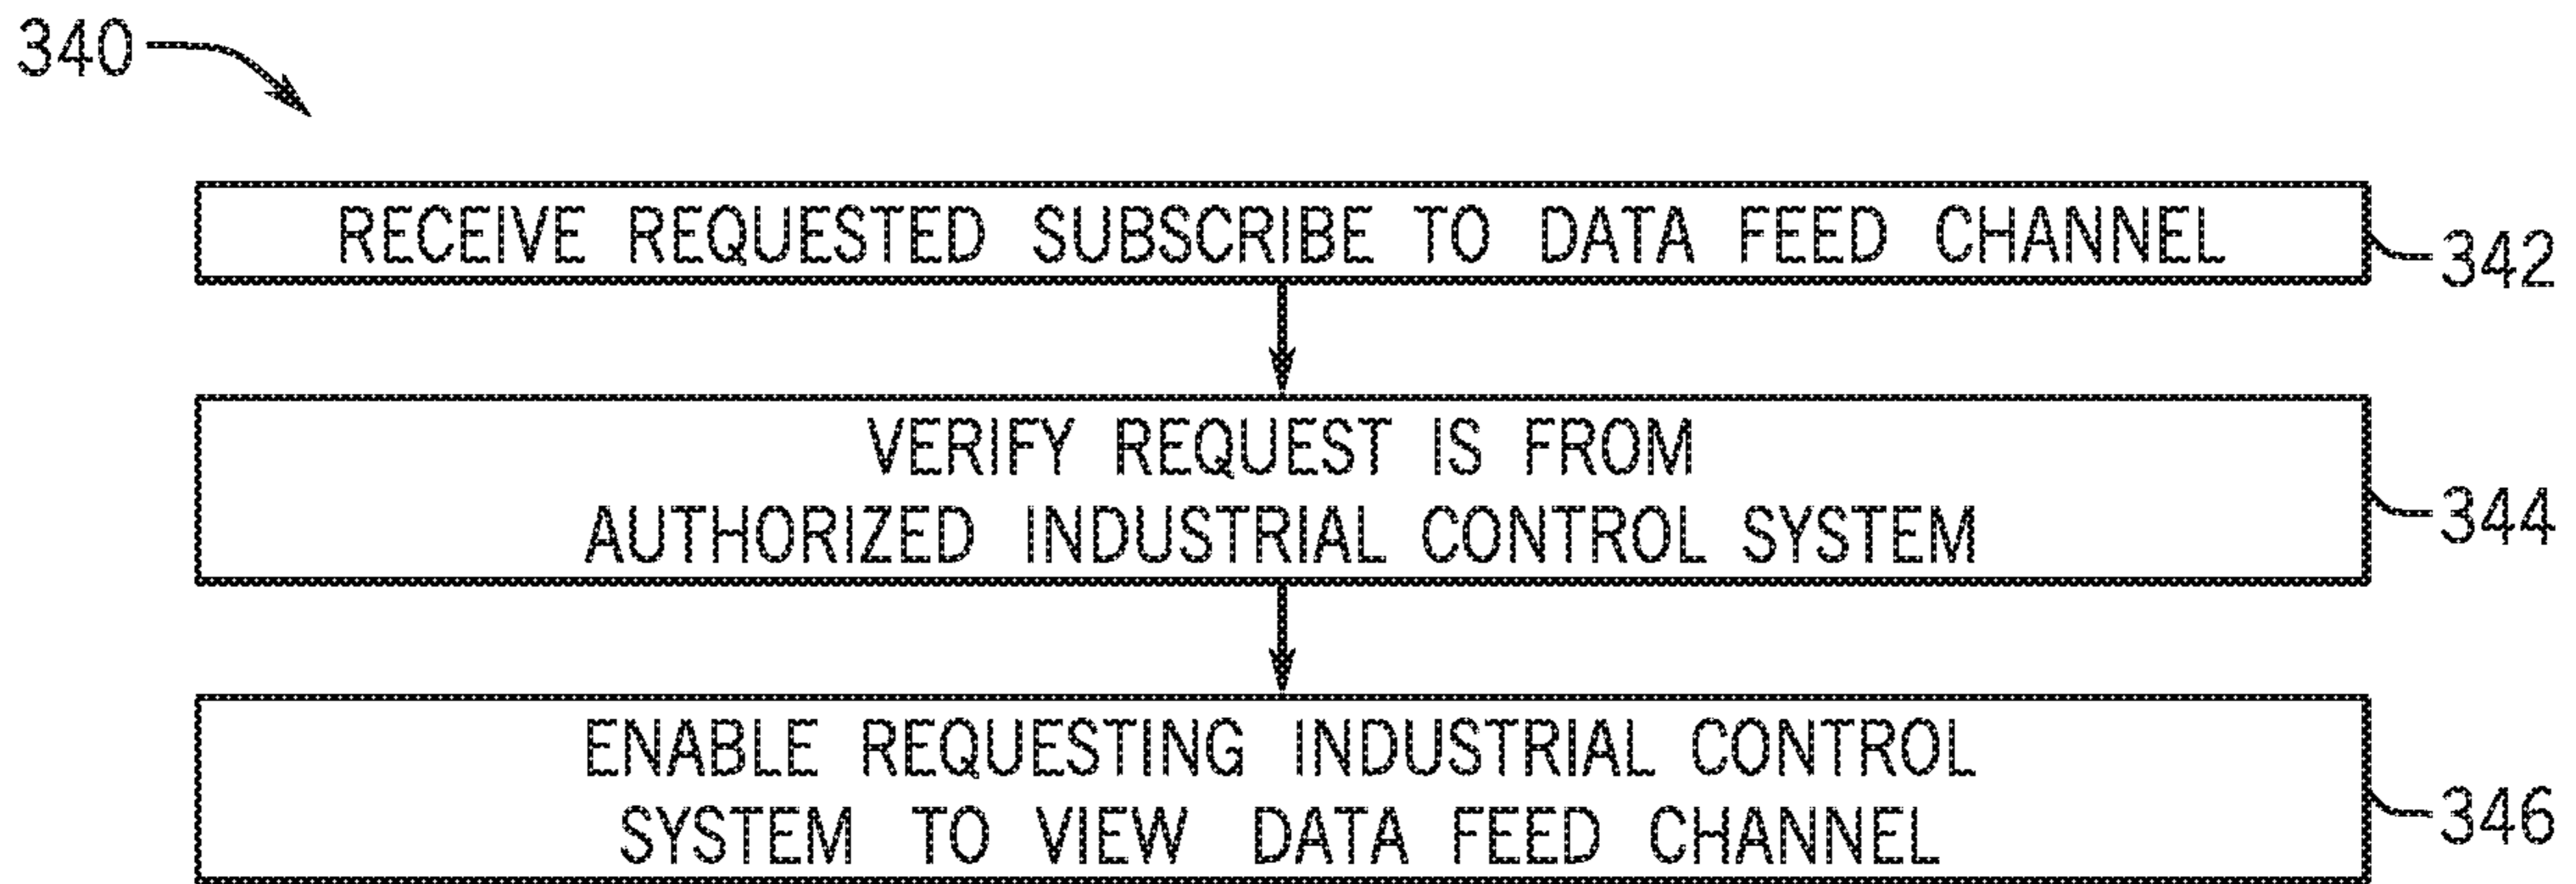 340
RECEIVE REQUESTED SUBSCRIBE TO DATA FEED CHANNEL
342
VERIFY REQUEST IS FROM
AUTHORIZED INDUSTRIAL CONTROL SYSTEM
344
ENABLE REQUESTING INDUSTRIAL CONTROL
SYSTEM TO VIEW DATA FEED CHANNEL
346